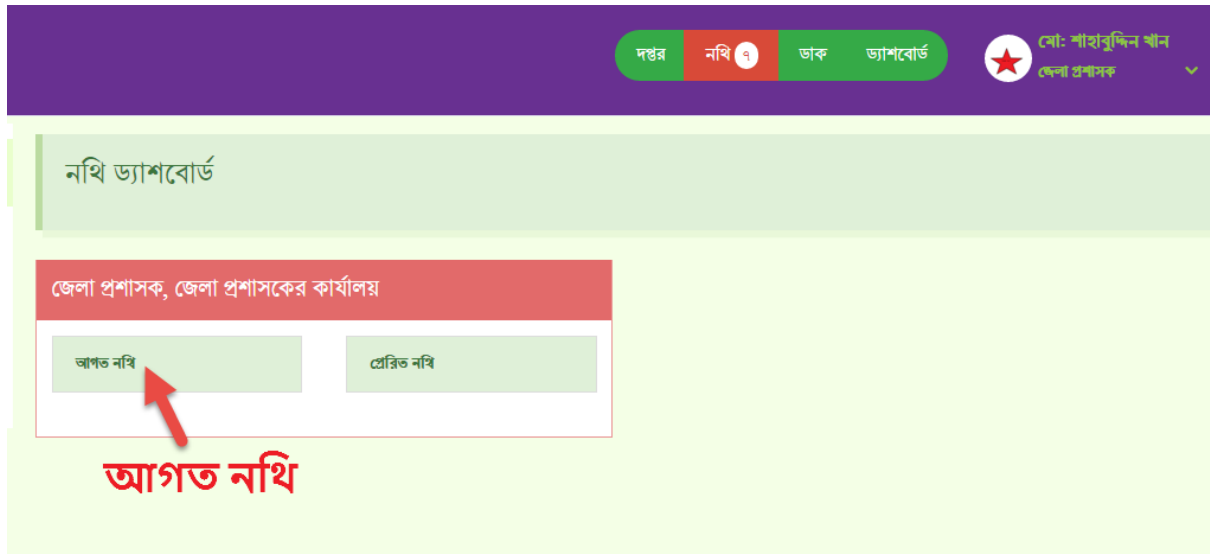 দপ্তর নথি ৭ ডাক ড্যাশবোর্ড
মো: শাহাবুদ্দিন খান
জেলা প্রশাসক
নথি ড্যাশবোর্ড
জেলা প্রশাসক, জেলা প্রশাসকের কার্যালয়
আগত নথি প্রেরিত নথি
আগত নথি